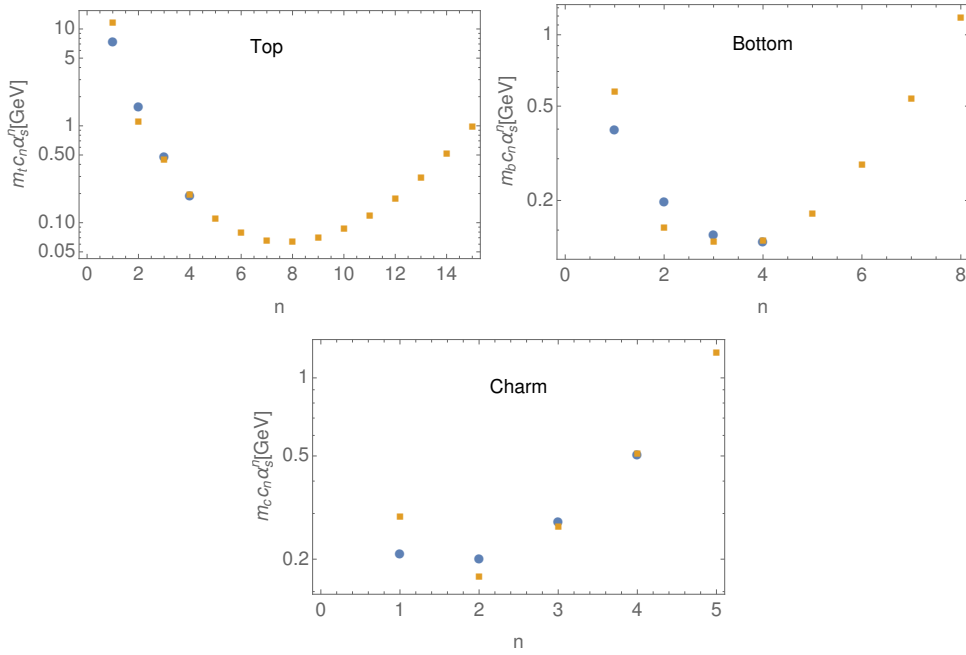 Top
m_t c_n α_s^n[GeV]
10
5
1
0.50
0.10
0.05
0 2 4 6 8 10 12 14
n
Bottom
m_b c_n α_s^n[GeV]
1
0.5
0.2
0 2 4 6 8
n
Charm
m_c c_n α_s^n[GeV]
1
0.5
0.2
0 1 2 3 4 5
n